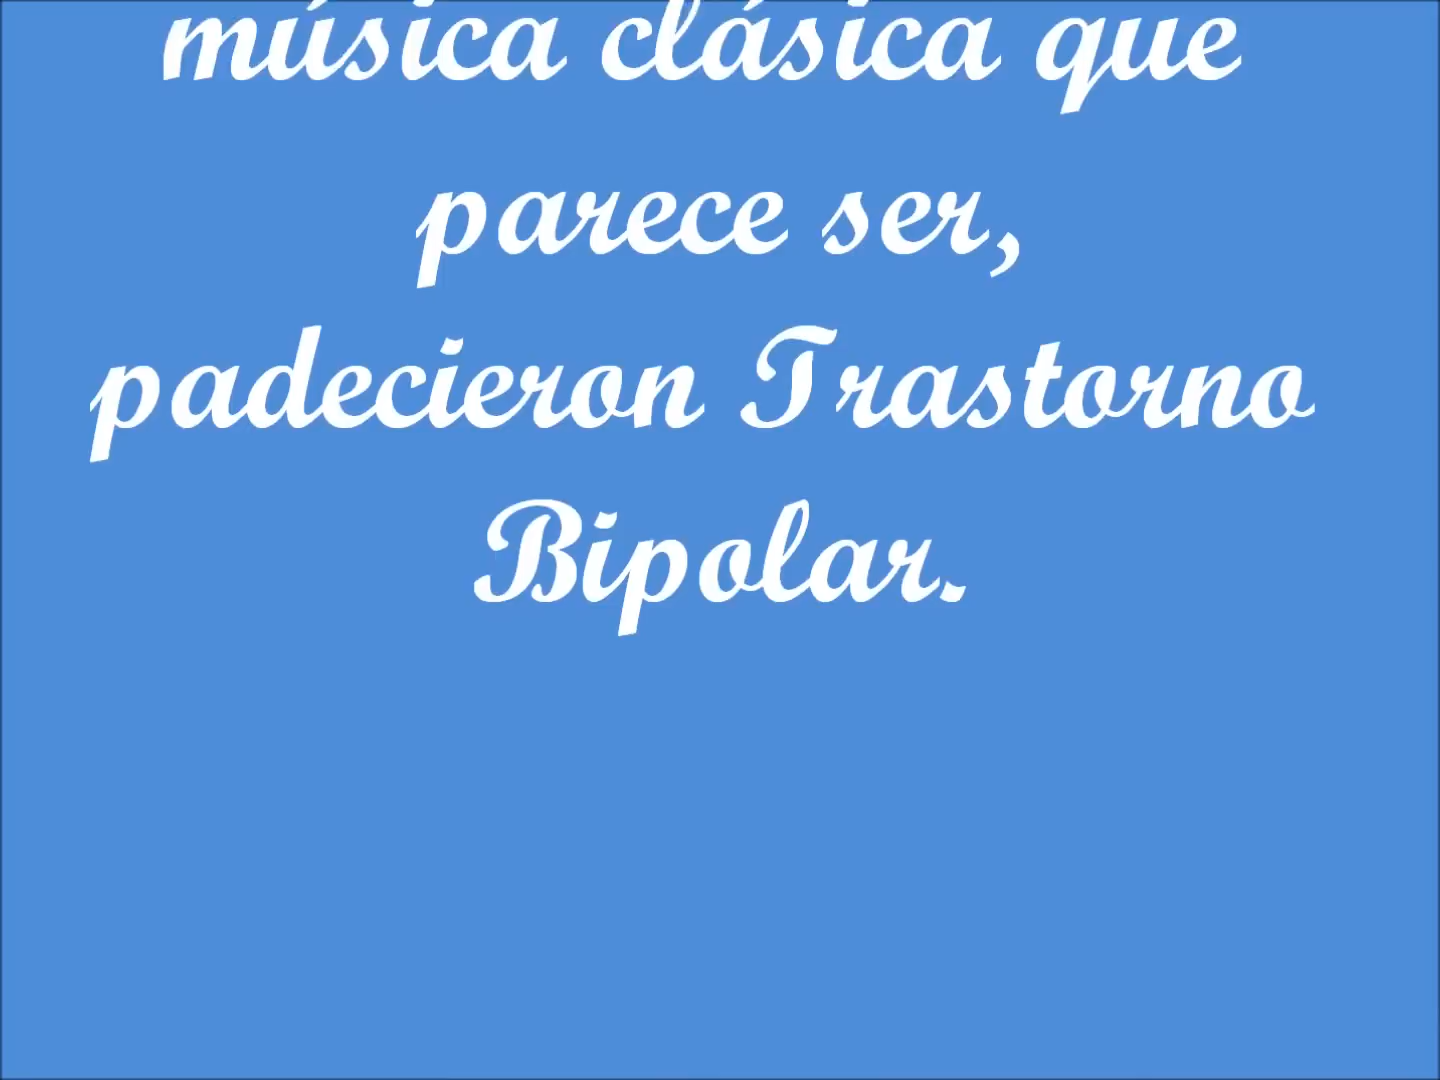 música clásica que
parece ser,
padecieron Trastorno
Bipolar.